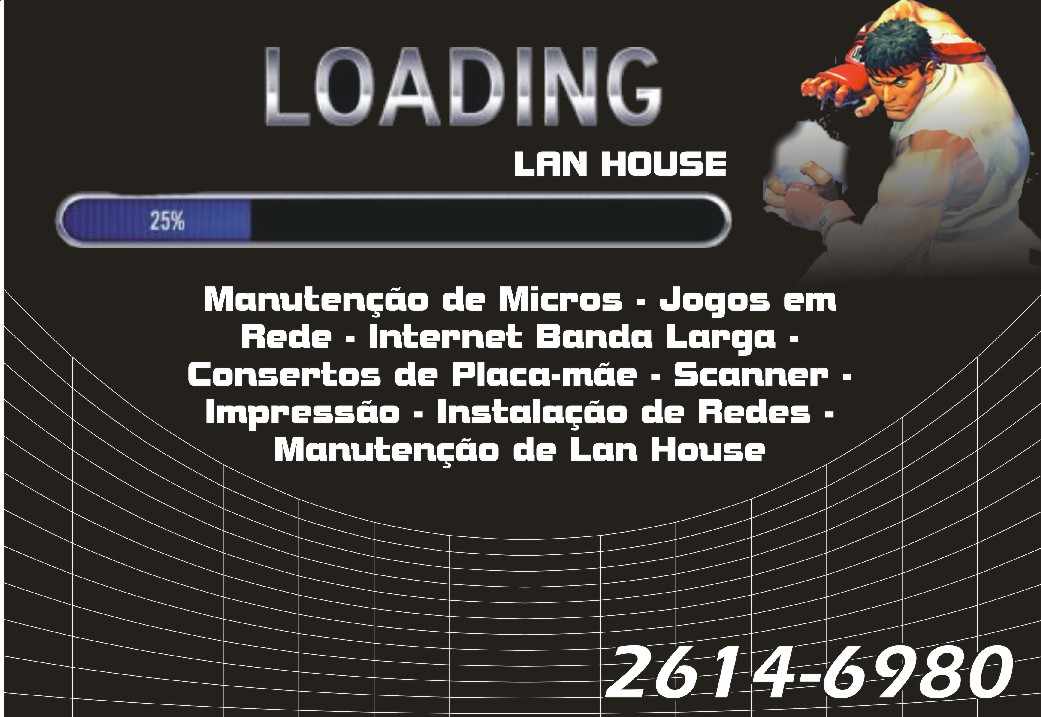 LOADING
LAN HOUSE
25%
Manutenção de Micros - Jogos em
Rede - Internet Banda Larga -
Consertos de Placa-mãe - Scanner -
Impressão - Instalação de Redes -
Manutenção de Lan House
2614-6980